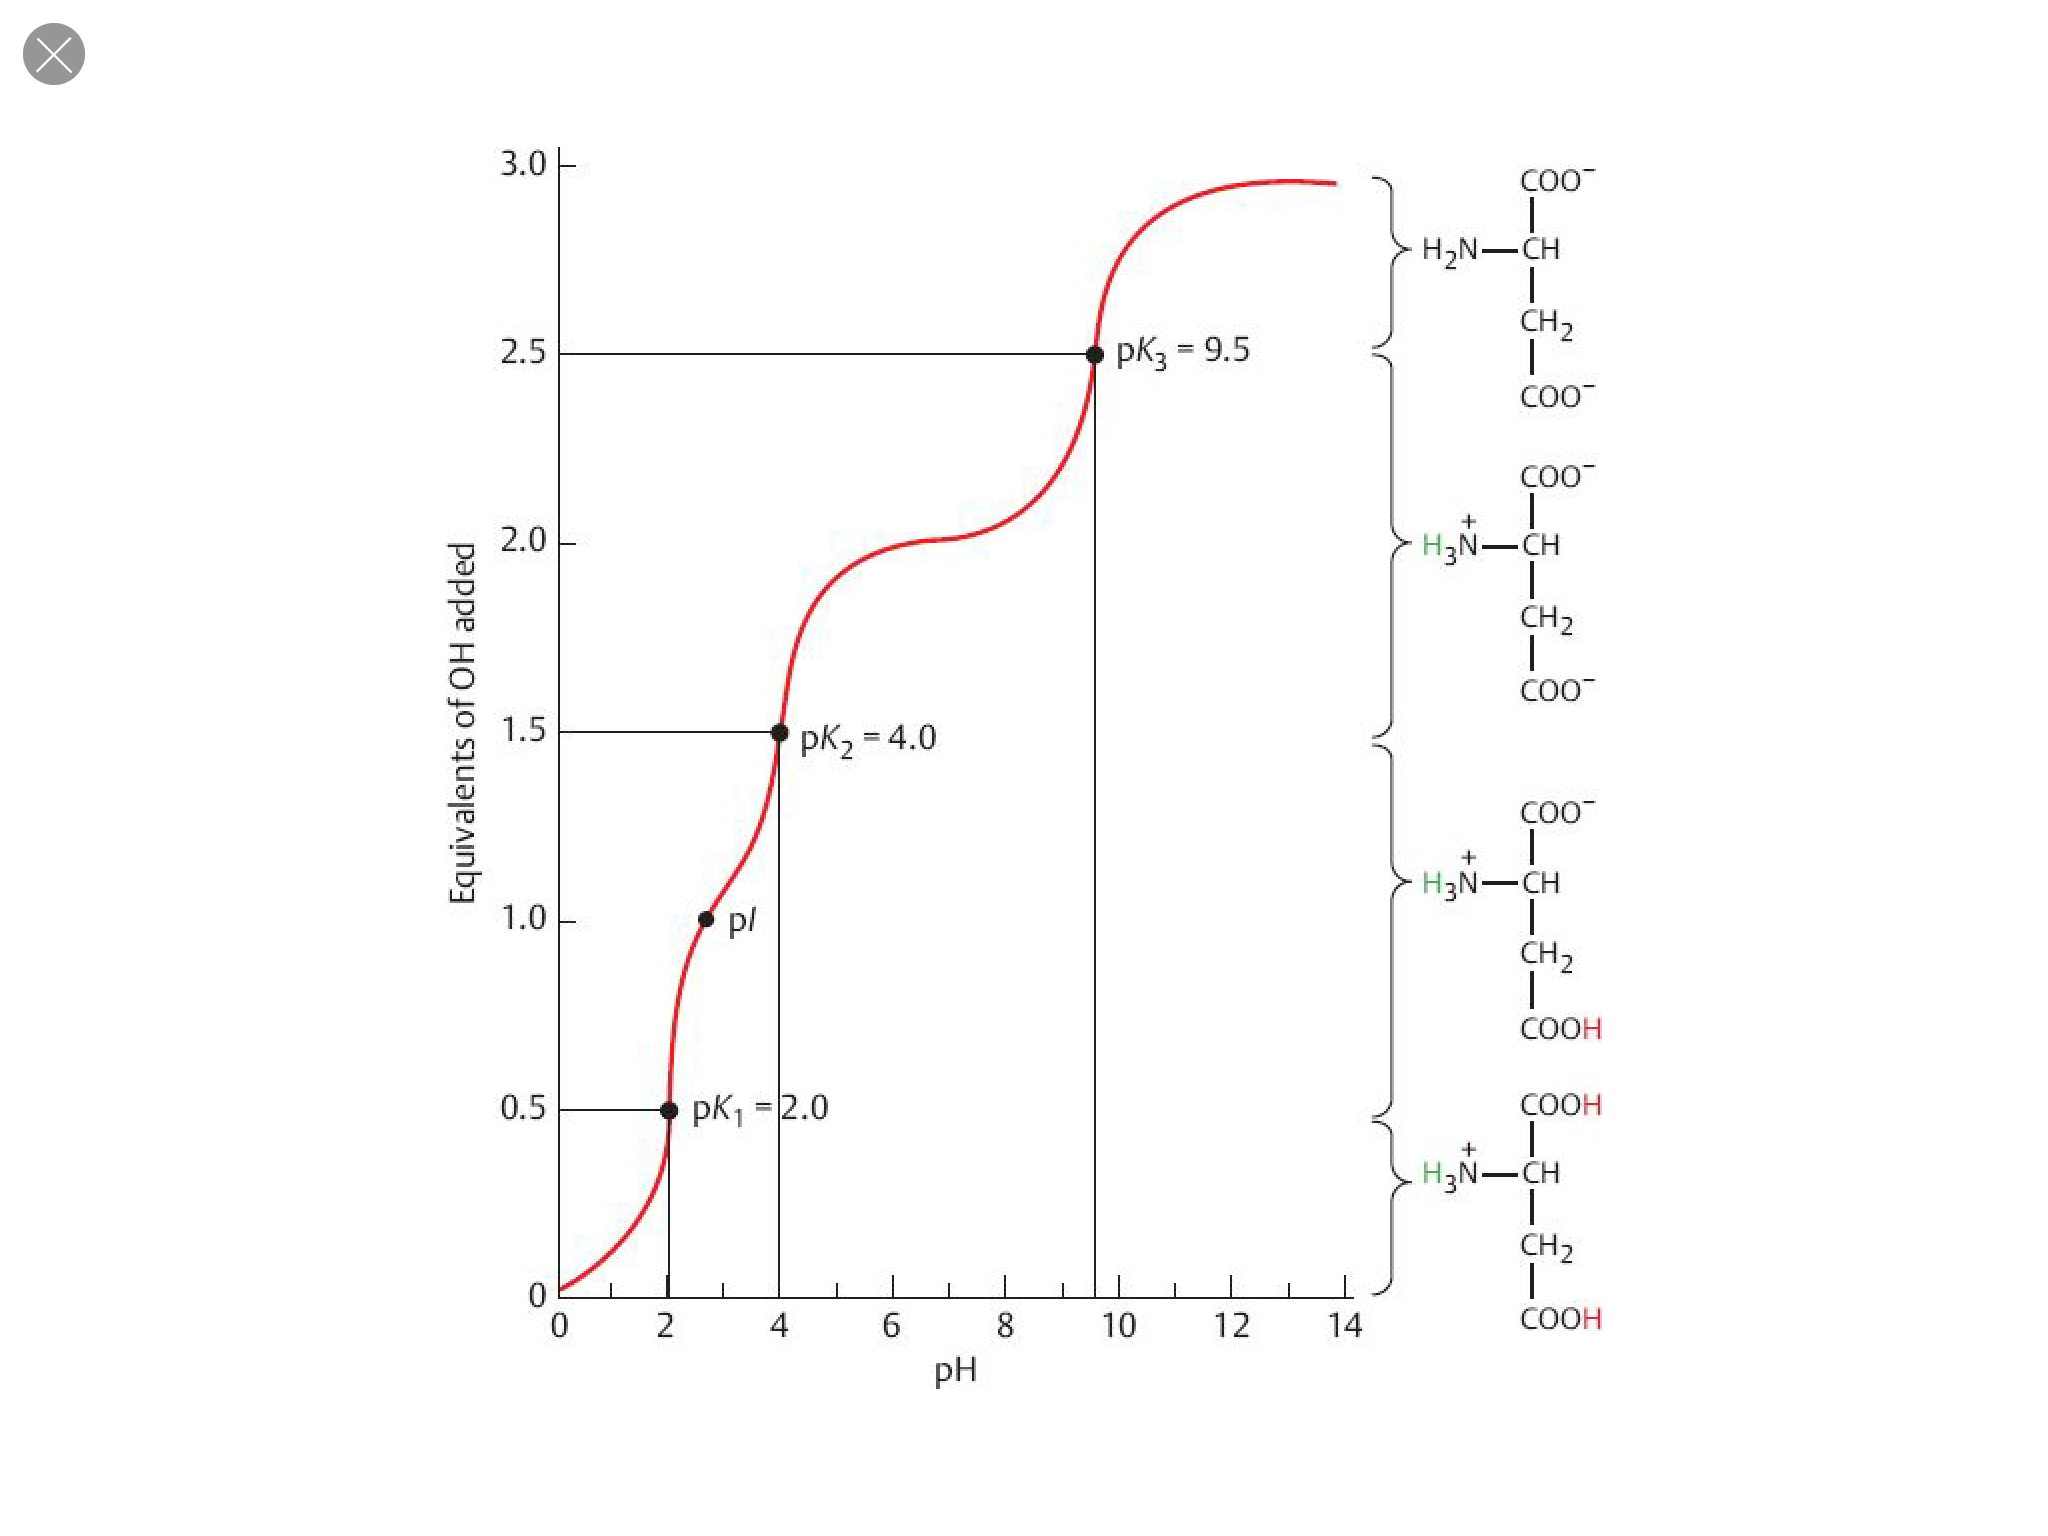 3.0
2.5
2.0
1.5
1.0
0.5
0
Equivalents of OH added
0 2 4 6 8 10 12 14
pH
pK₃ = 9.5
pK₂ = 4.0
pI
pK₁ = 2.0
COO⁻
H₂N—CH
CH₂
COO⁻
COO⁻
+
H₃N—CH
CH₂
COO⁻
COO⁻
+
H₃N—CH
CH₂
COOH
COOH
+
H₃N—CH
CH₂
COOH